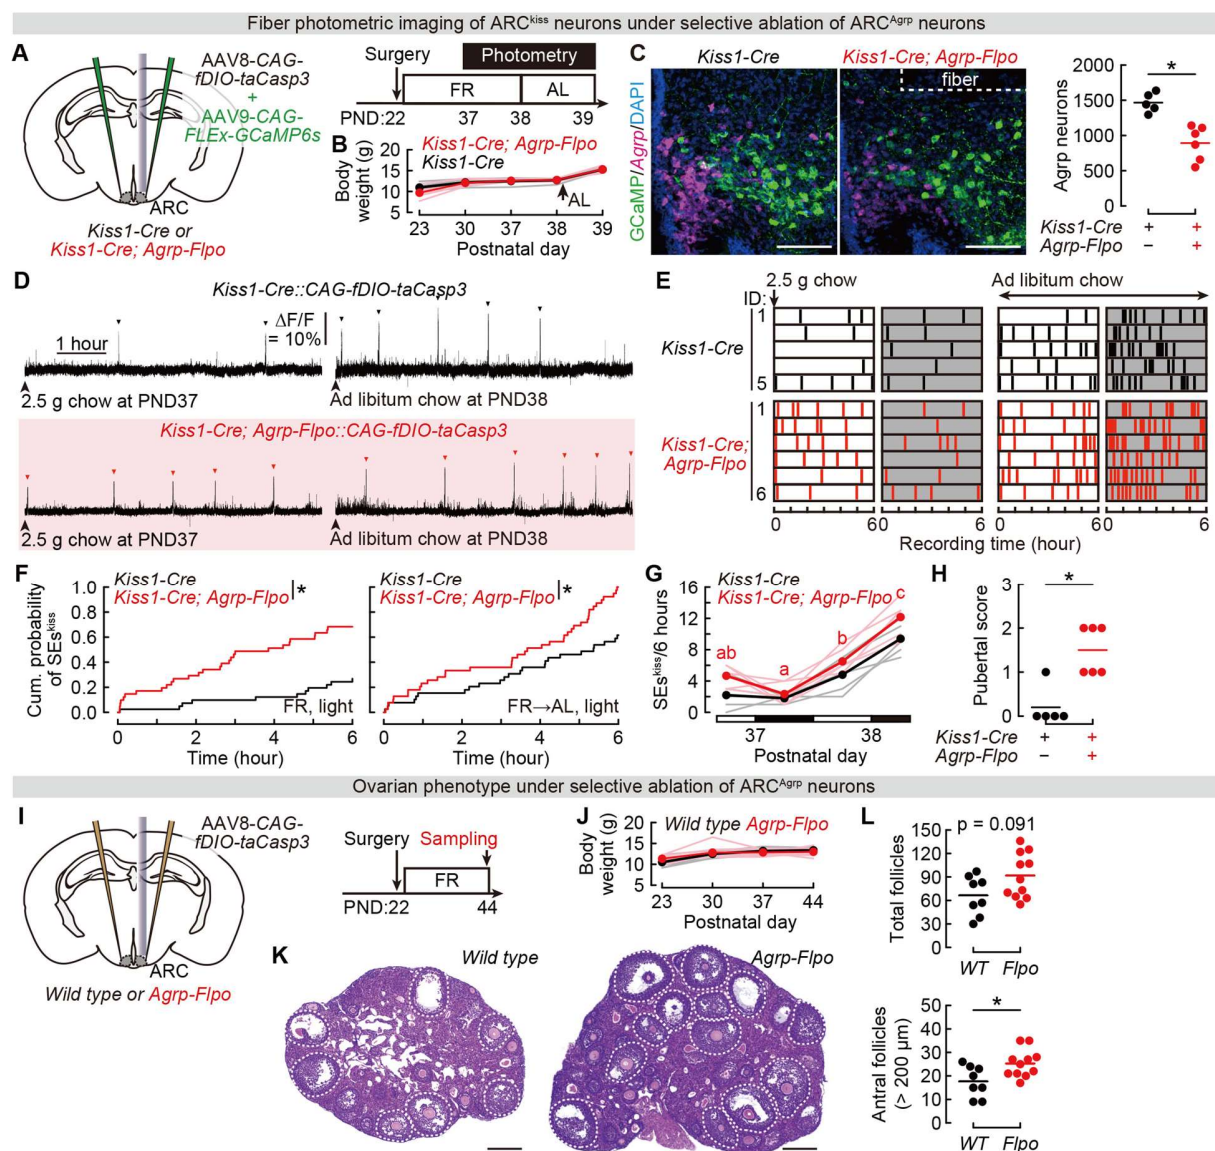 Fiber photometric imaging of ARCkiss neurons under selective ablation of ARCAgrp neurons
A
AAV8-CAG-
fDIO-taCasp3
+
AAV9-CAG-
FLEx-GCaMP6s
ARC
Kiss1-Cre or
Kiss1-Cre; Agrp-Flpo
Surgery
Photometry
FR
AL
PND:22
37
38
39
B
Kiss1-Cre; Agrp-Flpo
Kiss1-Cre
Body
weight (g)
20
15
10
5
AL
23 30 37 38 39
Postnatal day
C
Kiss1-Cre
Kiss1-Cre; Agrp-Flpo
fiber
GCaMP/Agrp/DAPI
Agrp neurons
2000
1500
1000
500
0
*
Kiss1-Cre + +
Agrp-Flpo – +
D
Kiss1-Cre::CAG-fDIO-taCasp3
1 hour
ΔF/F
= 10%
2.5 g chow at PND37
Ad libitum chow at PND38
Kiss1-Cre; Agrp-Flpo::CAG-fDIO-taCasp3
2.5 g chow at PND37
Ad libitum chow at PND38
E
2.5 g chow
Ad libitum chow
ID:
1
Kiss1-Cre
5
1
Kiss1-Cre;
Agrp-Flpo
6
0 60 6 0 60 6
Recording time (hour)
F
Kiss1-Cre
Kiss1-Cre; Agrp-Flpo
*
Cum. probability
of SEskiss
1.0
0.8
0.6
0.4
0.2
0
FR, light
0 2 4 6
Time (hour)
Kiss1-Cre
Kiss1-Cre; Agrp-Flpo
*
FR→AL, light
0 2 4 6
Time (hour)
G
Kiss1-Cre
Kiss1-Cre; Agrp-Flpo
SEskiss/6 hours
16
12
8
4
0
ab
a
b
c
37 38
Postnatal day
H
*
Pubertal score
3
2
1
0
Kiss1-Cre + +
Agrp-Flpo – +
Ovarian phenotype under selective ablation of ARCAgrp neurons
I
AAV8-CAG-
fDIO-taCasp3
ARC
Wild type or Agrp-Flpo
Surgery Sampling
FR
PND:22
44
J
Wild type Agrp-Flpo
Body
weight (g)
20
15
10
5
23 30 37 44
Postnatal day
K
Wild type
Agrp-Flpo
L
p = 0.091
Total follicles
150
120
90
60
30
0
WT Flpo
*
Antral follicles
(> 200 µm)
50
40
30
20
10
0
WT Flpo